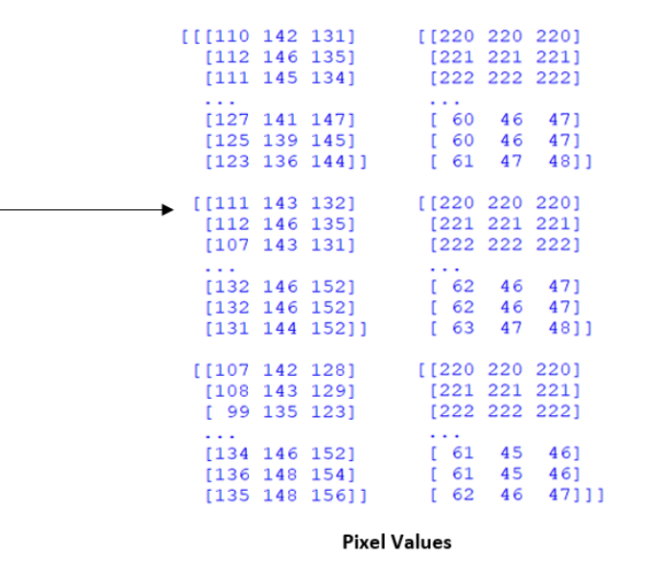 [[[110 142 131] [[220 220 220]
[112 146 135] [221 221 221]
[111 145 134] [222 222 222]
... ...
[127 141 147] [ 60 46 47]
[125 139 145] [ 60 46 47]
[123 136 144]] [ 61 47 48]]
[[111 143 132] [[220 220 220]
[112 146 135] [221 221 221]
[107 143 131] [222 222 222]
... ...
[132 146 152] [ 62 46 47]
[132 146 152] [ 62 46 47]
[131 144 152]] [ 63 47 48]]
[[107 142 128] [[220 220 220]
[108 143 129] [221 221 221]
[ 99 135 123] [222 222 222]
... ...
[134 146 152] [ 61 45 46]
[136 148 154] [ 61 45 46]
[135 148 156]] [ 62 46 47]]]
Pixel Values